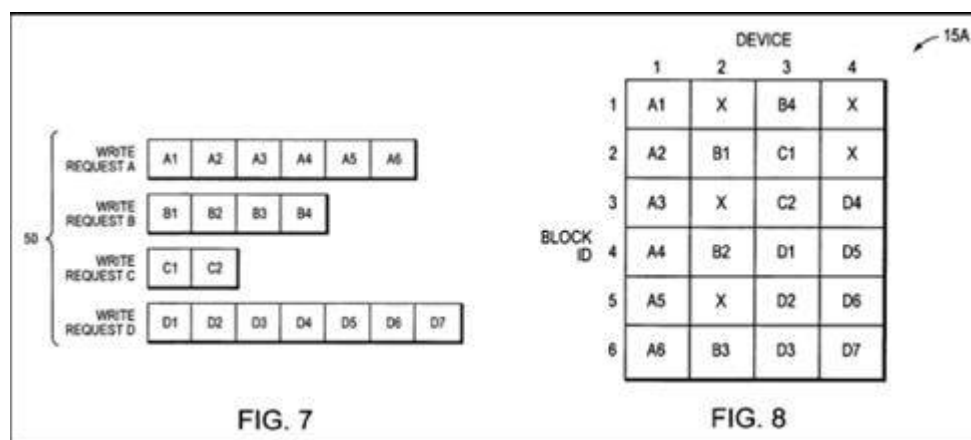 50
WRITE REQUEST A
A1 A2 A3 A4 A5 A6
WRITE REQUEST B
B1 B2 B3 B4
WRITE REQUEST C
C1 C2
WRITE REQUEST D
D1 D2 D3 D4 D5 D6 D7
FIG. 7
15A
DEVICE
1 2 3 4
BLOCK ID
1 A1 X B4 X
2 A2 B1 C1 X
3 A3 X C2 D4
4 A4 B2 D1 D5
5 A5 X D2 D6
6 A6 B3 D3 D7
FIG. 8